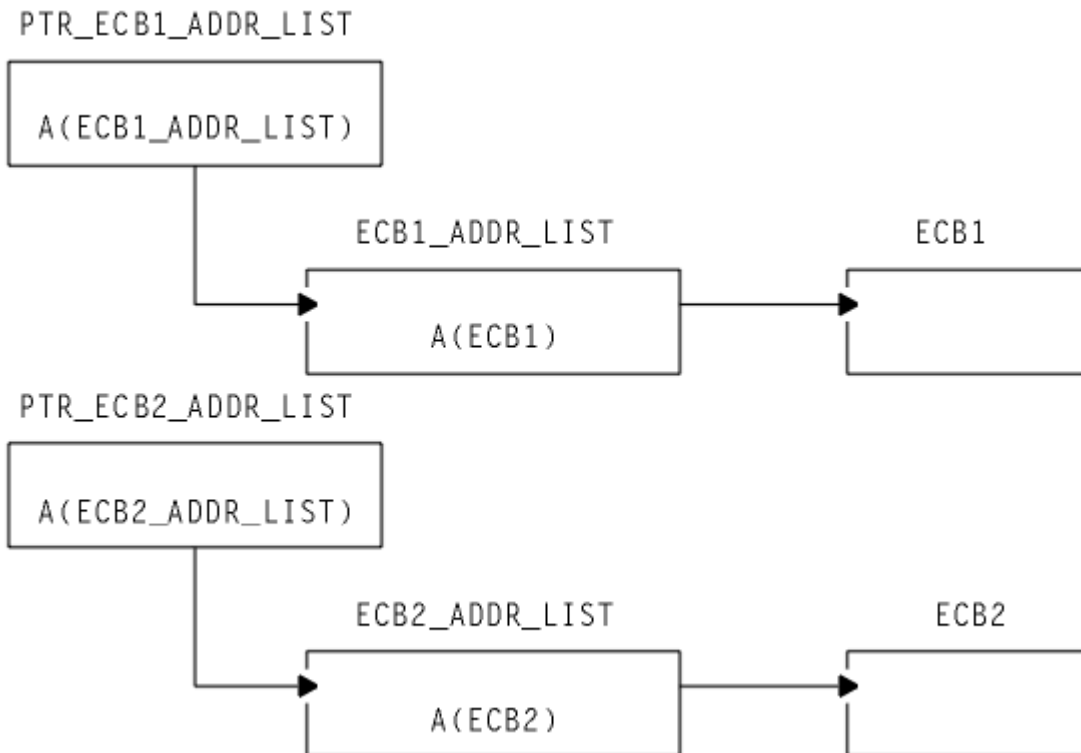 PTR_ECB1_ADDR_LIST
A(ECB1_ADDR_LIST)
ECB1_ADDR_LIST
ECB1
A(ECB1)
PTR_ECB2_ADDR_LIST
A(ECB2_ADDR_LIST)
ECB2_ADDR_LIST
ECB2
A(ECB2)